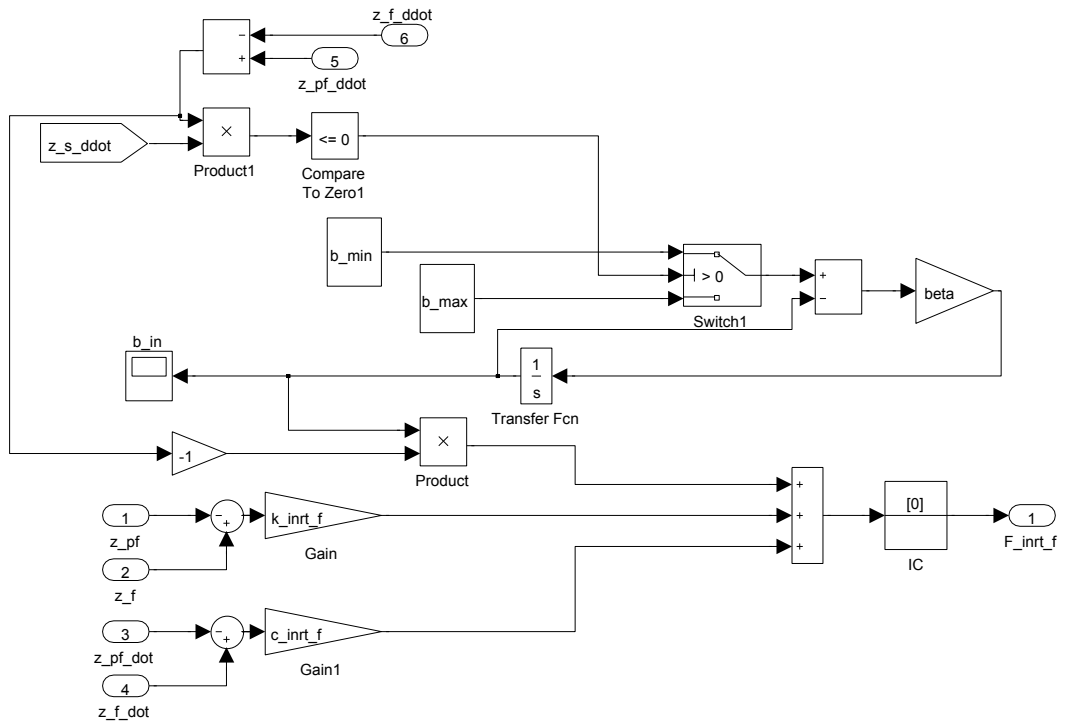 z_f_ddot
−
6
+
5
z_pf_ddot
z_s_ddot
×
Product1
<= 0
Compare
To Zero1
b_min
b_max
> 0
Switch1
+
−
beta
b_in
1
s
Transfer Fcn
-1
×
Product
1
z_pf
−
+
k_inrt_f
Gain
2
z_f
3
z_pf_dot
−
+
c_inrt_f
Gain1
4
z_f_dot
+
+
+
[0]
IC
1
F_inrt_f